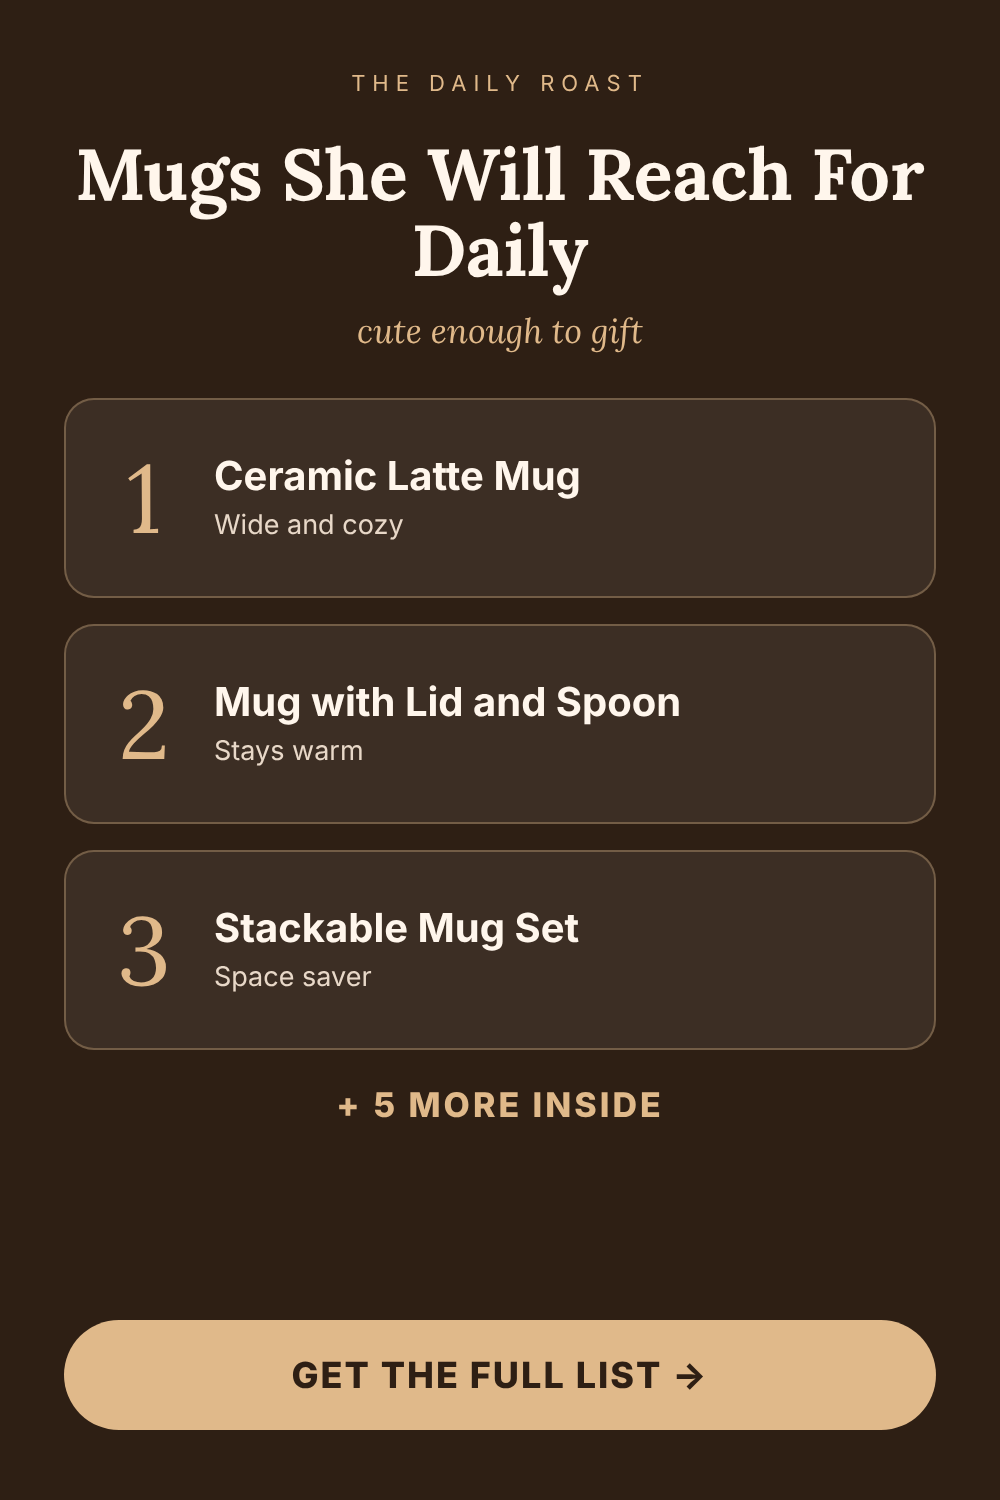 THE DAILY ROAST
Mugs She Will Reach For
Daily
cute enough to gift
1
Ceramic Latte Mug
Wide and cozy
2
Mug with Lid and Spoon
Stays warm
3
Stackable Mug Set
Space saver
+ 5 MORE INSIDE
GET THE FULL LIST →